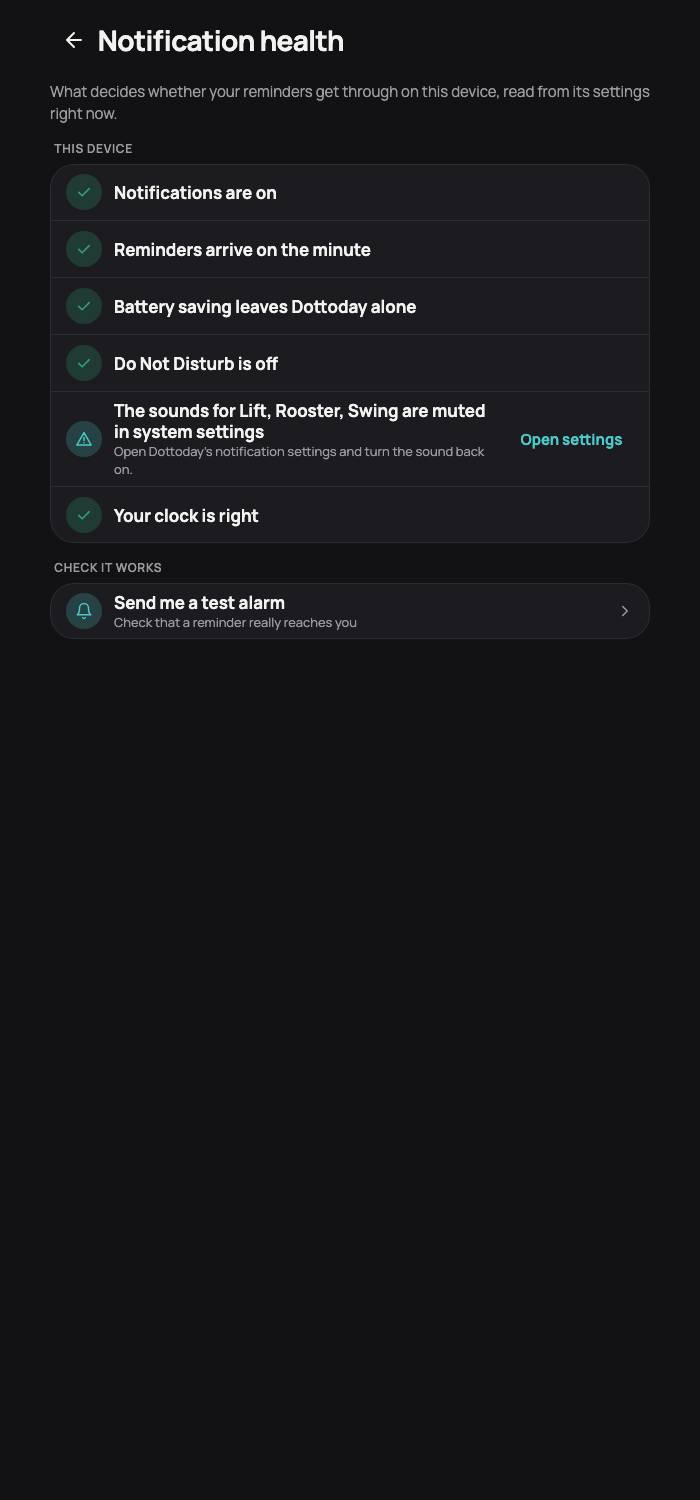 Notification health
What decides whether your reminders get through on this device, read from its settings
right now.
THIS DEVICE
Notifications are on
Reminders arrive on the minute
Battery saving leaves Dottoday alone
Do Not Disturb is off
The sounds for Lift, Rooster, Swing are muted
in system settings
Open Dottoday's notification settings and turn the sound back
on.
Open settings
Your clock is right
CHECK IT WORKS
Send me a test alarm
Check that a reminder really reaches you